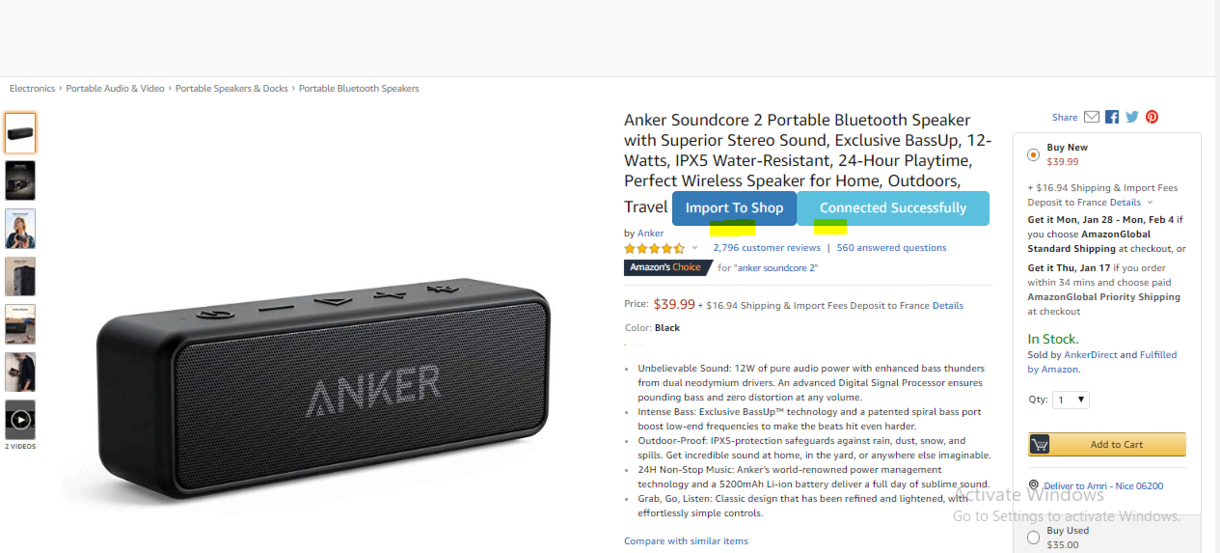 Electronics › Portable Audio & Video › Portable Speakers & Docks › Portable Bluetooth Speakers
2 VIDEOS
ANKER
Anker Soundcore 2 Portable Bluetooth Speaker
with Superior Stereo Sound, Exclusive BassUp, 12-
Watts, IPX5 Water-Resistant, 24-Hour Playtime,
Perfect Wireless Speaker for Home, Outdoors,
Travel Import To Shop Connected Successfully
by Anker
2,796 customer reviews | 560 answered questions
Amazon's Choice for "anker soundcore 2"
Price: $39.99 + $16.94 Shipping & Import Fees Deposit to France Details
Color: Black
• Unbelievable Sound: 12W of pure audio power with enhanced bass thunders
from dual neodymium drivers. An advanced Digital Signal Processor ensures
pounding bass and zero distortion at any volume.
• Intense Bass: Exclusive BassUp™ technology and a patented spiral bass port
boost low-end frequencies to make the beats hit even harder.
• Outdoor-Proof: IPX5-protection safeguards against rain, dust, snow, and
spills. Get incredible sound at home, in the yard, or anywhere else imaginable.
• 24H Non-Stop Music: Anker's world-renowned power management
technology and a 5200mAh Li-ion battery deliver a full day of sublime sound.
• Grab, Go, Listen: Classic design that has been refined and lightened, with
effortlessly simple controls.
Compare with similar items
Share
Buy New
$39.99
+ $16.94 Shipping & Import Fees
Deposit to France Details
Get it Mon, Jan 28 - Mon, Feb 4 if
you choose AmazonGlobal
Standard Shipping at checkout, or
Get it Thu, Jan 17 if you order
within 34 mins and choose paid
AmazonGlobal Priority Shipping
at checkout
In Stock.
Sold by AnkerDirect and Fulfilled
by Amazon.
Qty: 1
Add to Cart
Deliver to Amri - Nice 06200
Activate Windows
Go to Settings to activate Windows.
Buy Used
$35.00